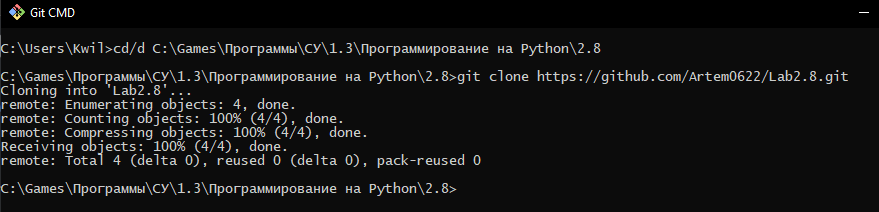 Git CMD
C:\Users\Kwil>cd/d C:\Games\Программы\СУ\1.3\Программирование на Python\2.8
C:\Games\Программы\СУ\1.3\Программирование на Python\2.8>git clone https://github.com/Artem0622/Lab2.8.git
Cloning into 'Lab2.8'...
remote: Enumerating objects: 4, done.
remote: Counting objects: 100% (4/4), done.
remote: Compressing objects: 100% (4/4), done.
Receiving objects: 100% (4/4), done.
remote: Total 4 (delta 0), reused 0 (delta 0), pack-reused 0
C:\Games\Программы\СУ\1.3\Программирование на Python\2.8>